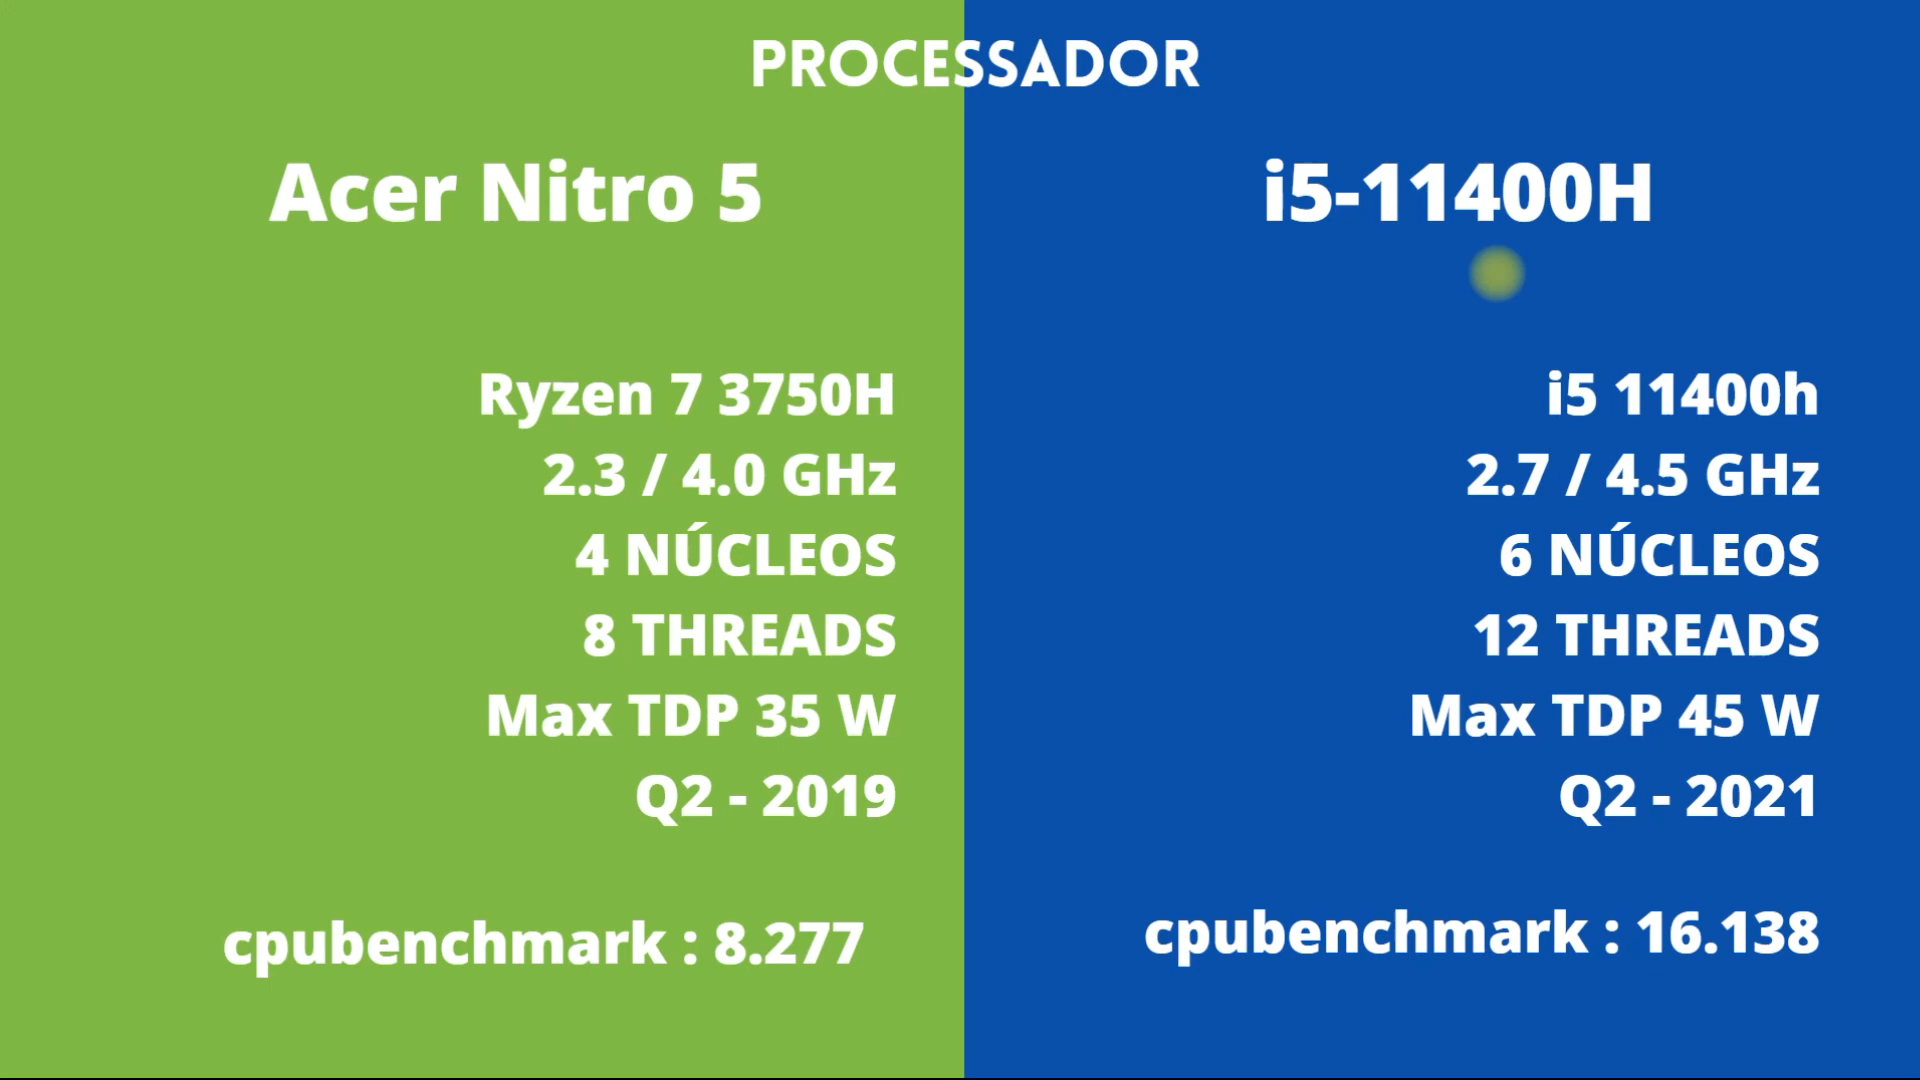 PROCESSADOR
Acer Nitro 5
Ryzen 7 3750H
2.3 / 4.0 GHz
4 NÚCLEOS
8 THREADS
Max TDP 35 W
Q2 - 2019
cpubenchmark : 8.277
i5-11400H
i5 11400h
2.7 / 4.5 GHz
6 NÚCLEOS
12 THREADS
Max TDP 45 W
Q2 - 2021
cpubenchmark : 16.138